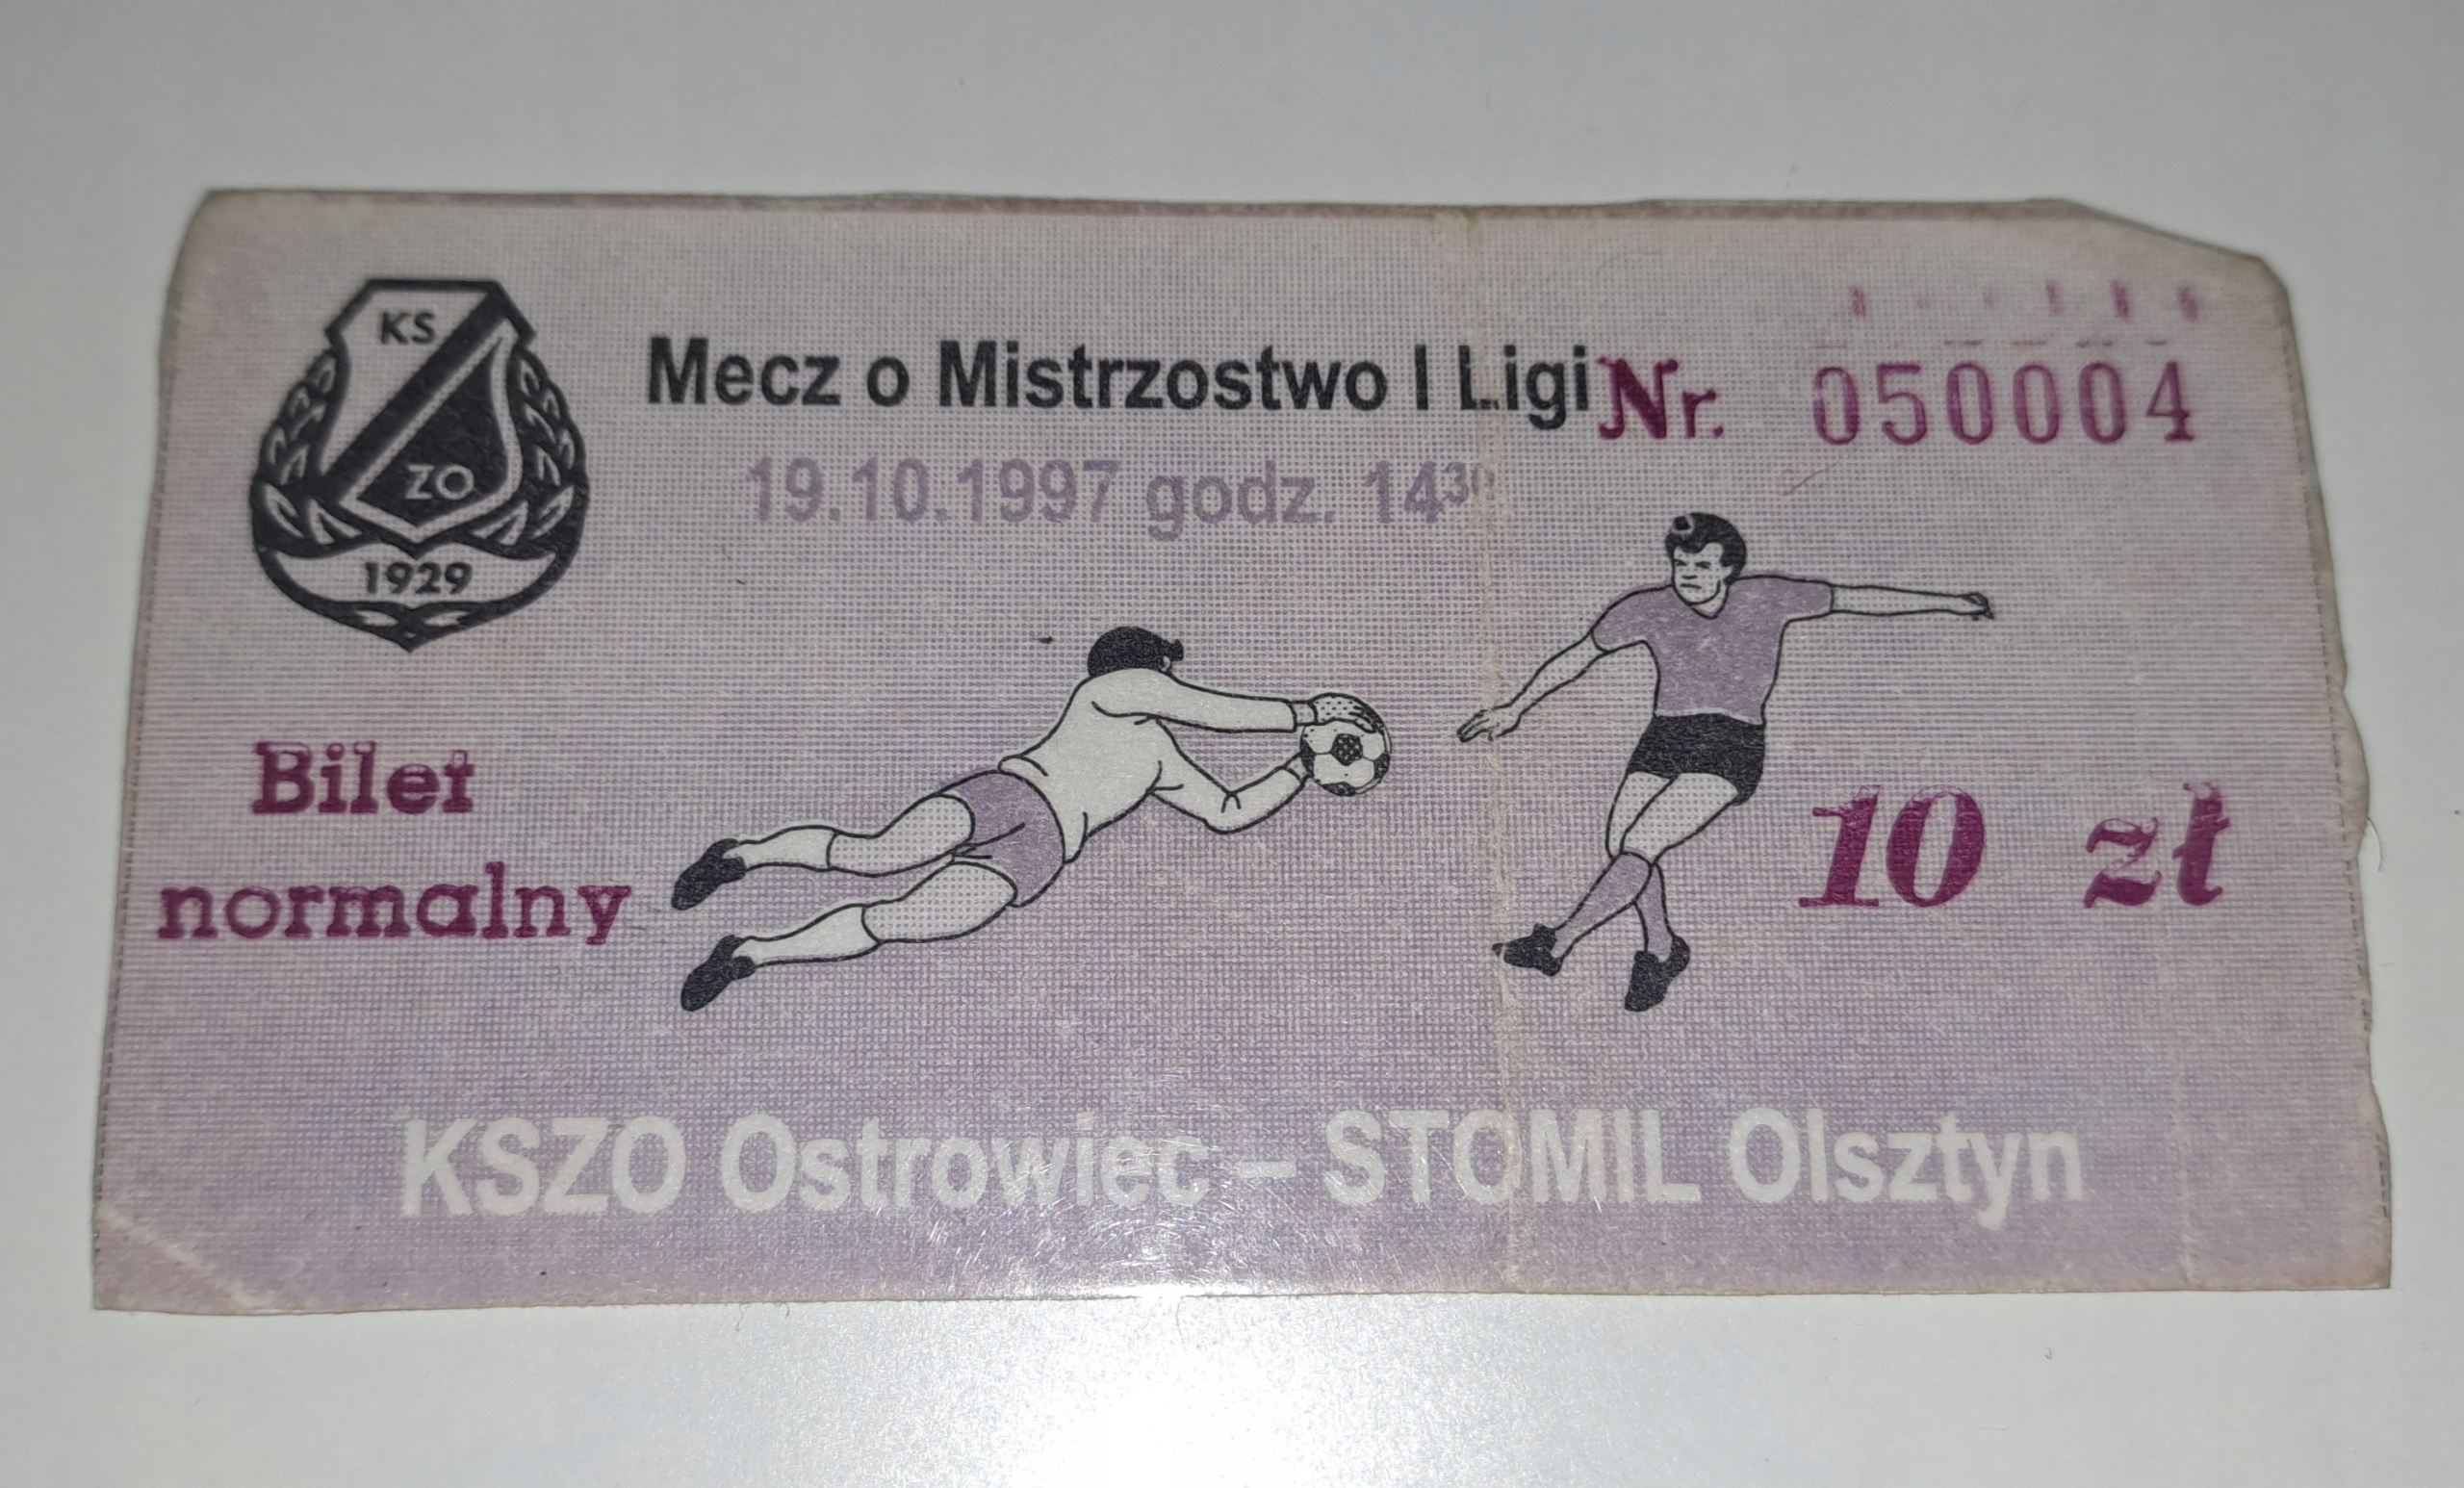 KS
ZO
1929
Mecz o Mistrzostwo I Ligi
Nr. 050004
19.10.1997 godz. 14³⁰
Bilet
normalny
10 zł
KSZO Ostrowiec – STOMIL Olsztyn